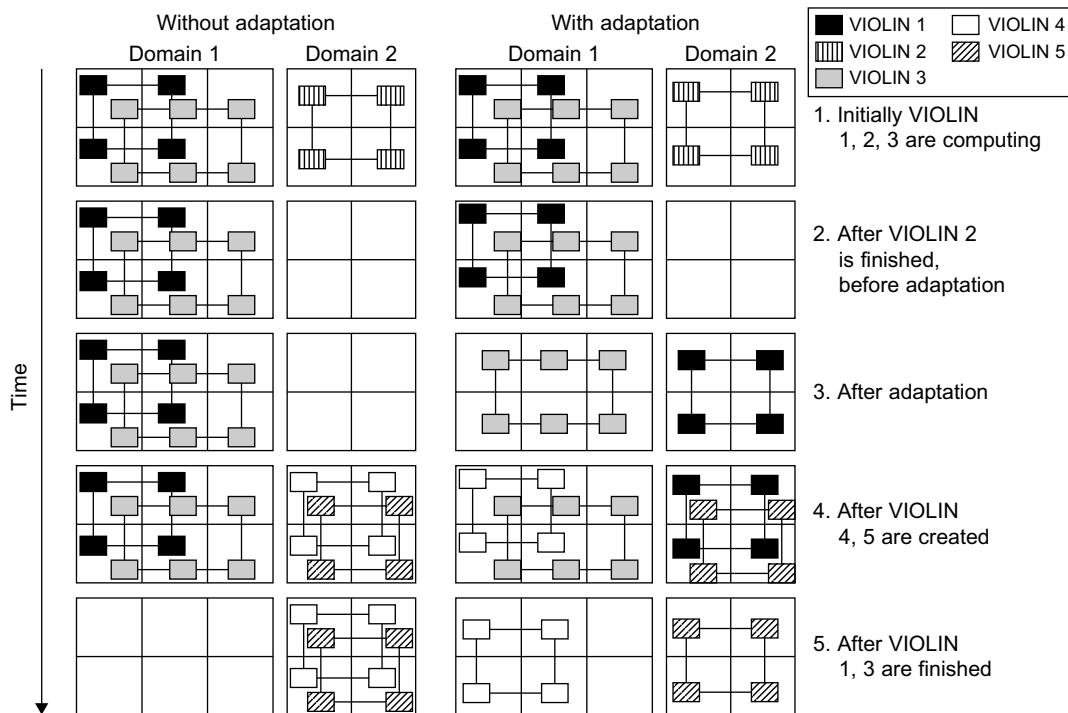 Without adaptation
With adaptation
Domain 1
Domain 2
Domain 1
Domain 2
VIOLIN 1
VIOLIN 4
VIOLIN 2
VIOLIN 5
VIOLIN 3
Time
1. Initially VIOLIN
1, 2, 3 are computing
2. After VIOLIN 2
is finished,
before adaptation
3. After adaptation
4. After VIOLIN
4, 5 are created
5. After VIOLIN
1, 3 are finished